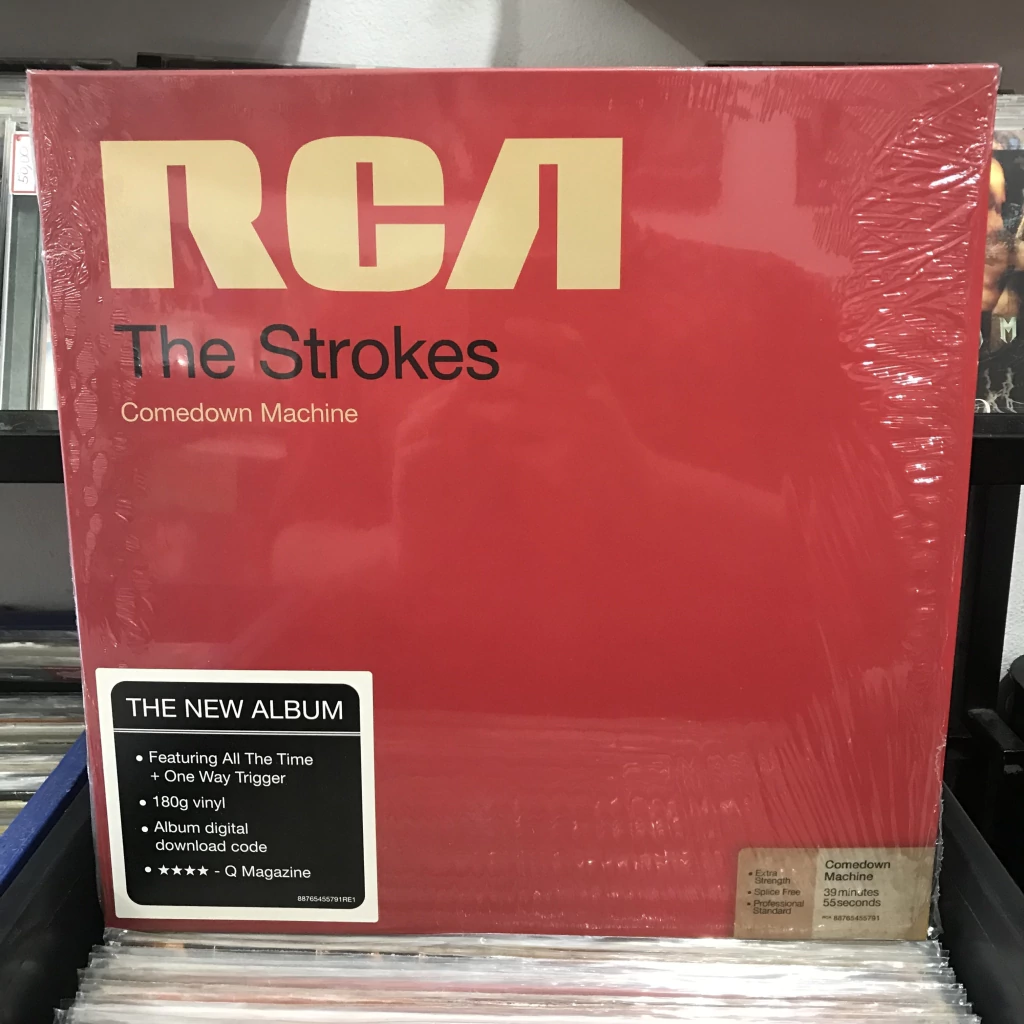 RCA
The Strokes
Comedown Machine
THE NEW ALBUM
• Featuring All The Time
+ One Way Trigger
• 180g vinyl
• Album digital
download code
• ★★★★ - Q Magazine
88765455791RE1
• Extra
Strength
• Splice Free
• Professional
Standard
Comedown
Machine
39 minutes
55 seconds
88765455791
M